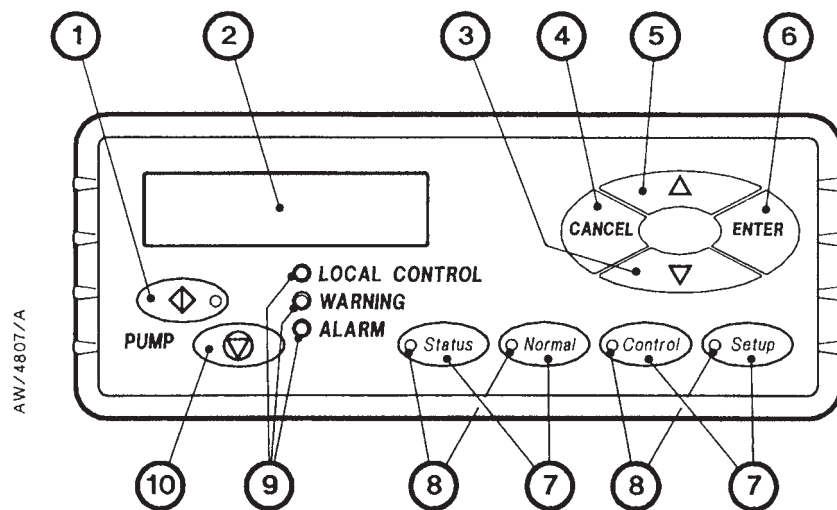 1 2 3 4 5 6
CANCEL ENTER
LOCAL CONTROL
WARNING
ALARM
PUMP
Status Normal Control Setup
AW/4807/A
10 9 8 7 8 7